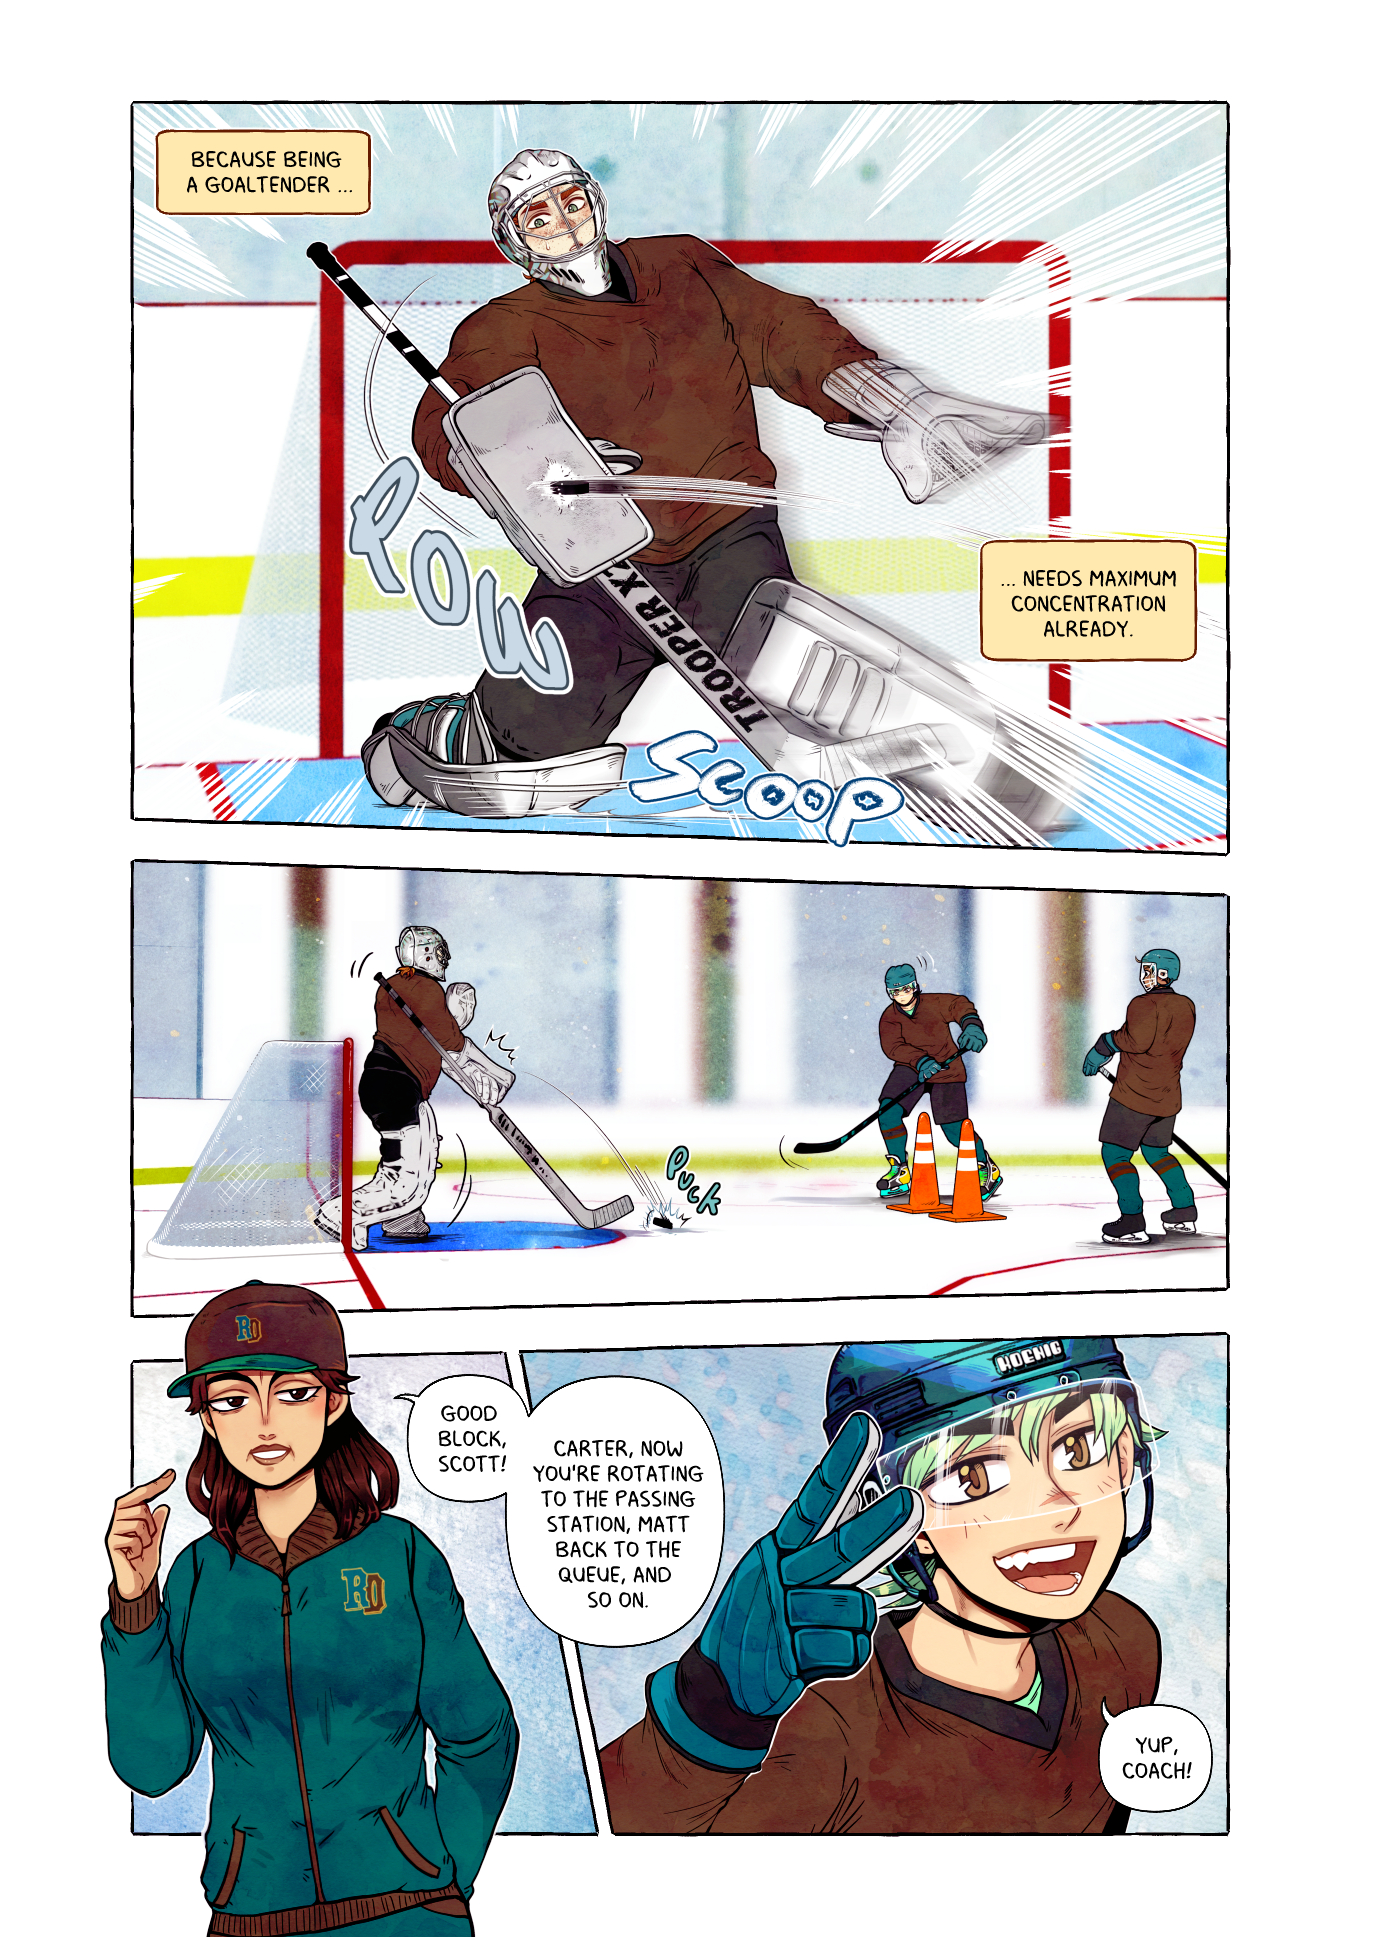 BECAUSE BEING
A GOALTENDER ...
POW
TROOPER X
... NEEDS MAXIMUM
CONCENTRATION
ALREADY.
SCOOP
PUCK
RO
GOOD
BLOCK,
SCOTT!
RO
CARTER, NOW
YOU'RE ROTATING
TO THE PASSING
STATION, MATT
BACK TO THE
QUEUE, AND
SO ON.
KOENIG
YUP,
COACH!